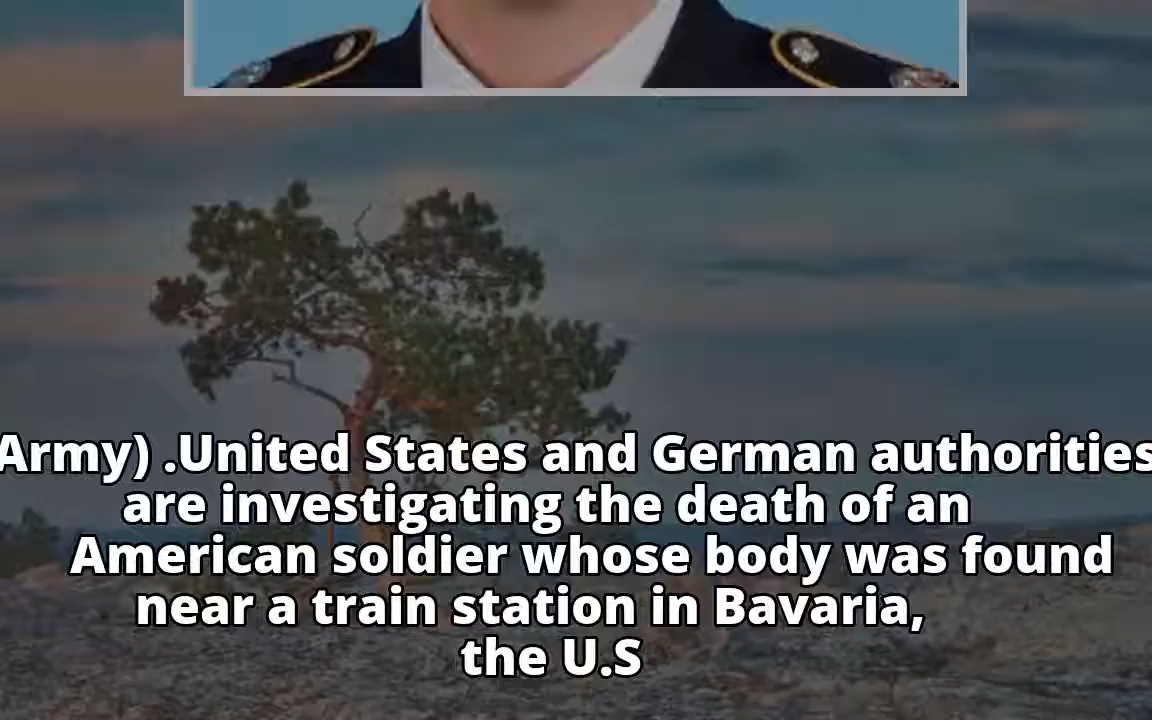 Army) .United States and German authorities
are investigating the death of an
American soldier whose body was found
near a train station in Bavaria,
the U.S